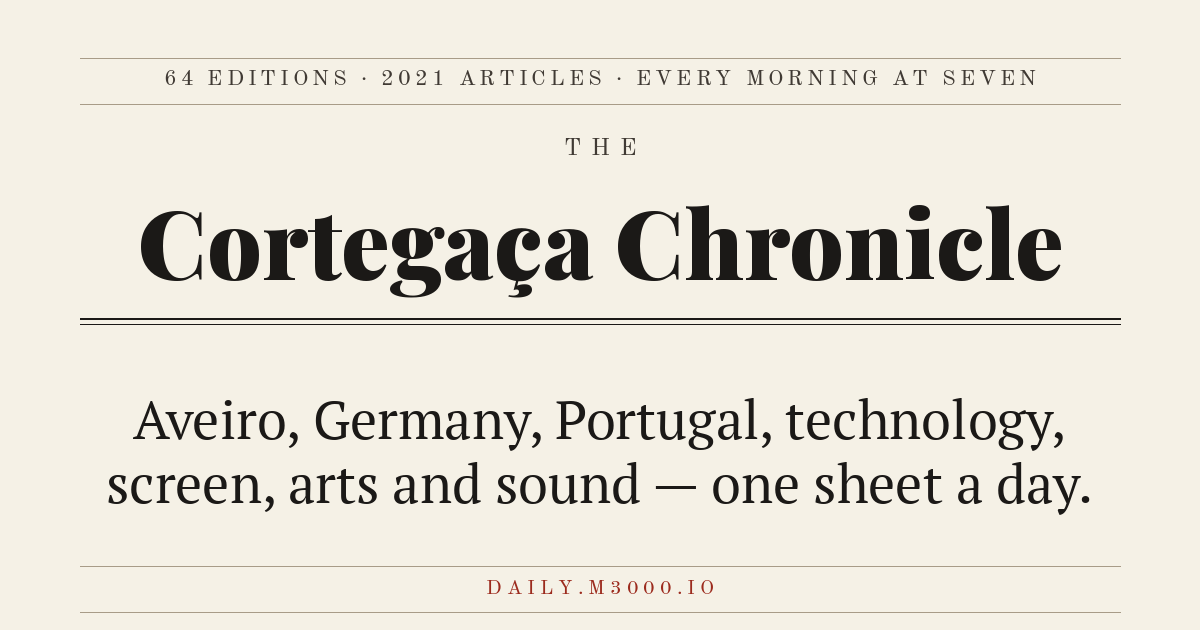 64 EDITIONS · 2021 ARTICLES · EVERY MORNING AT SEVEN
THE
Cortegaça Chronicle
Aveiro, Germany, Portugal, technology,
screen, arts and sound — one sheet a day.
DAILY.M3000.IO